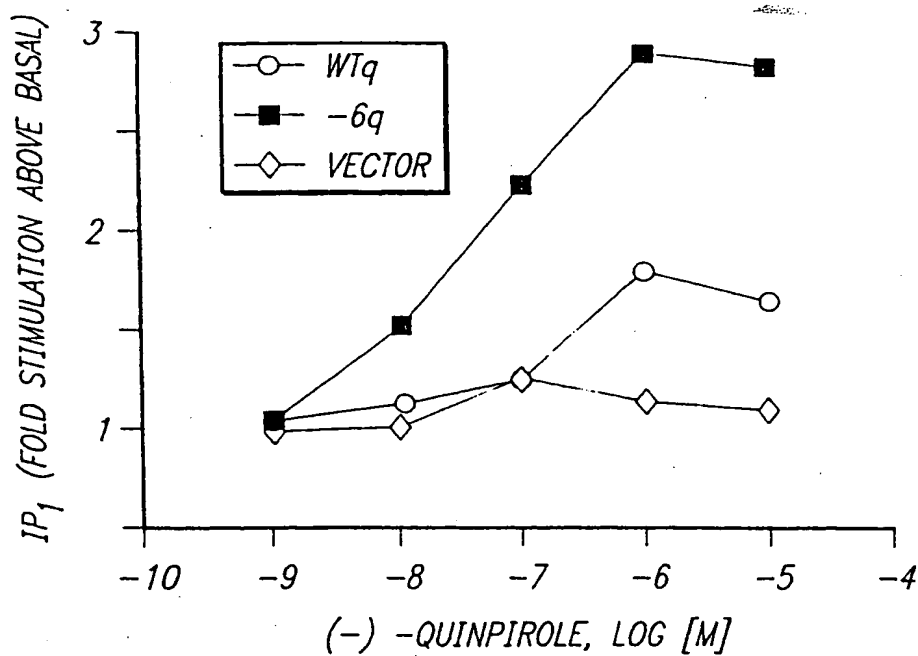 IP1 (FOLD STIMULATION ABOVE BASAL)
3
2
1
WTq
-6q
VECTOR
-10 -9 -8 -7 -6 -5 -4
(-) -QUINPIROLE, LOG [M]